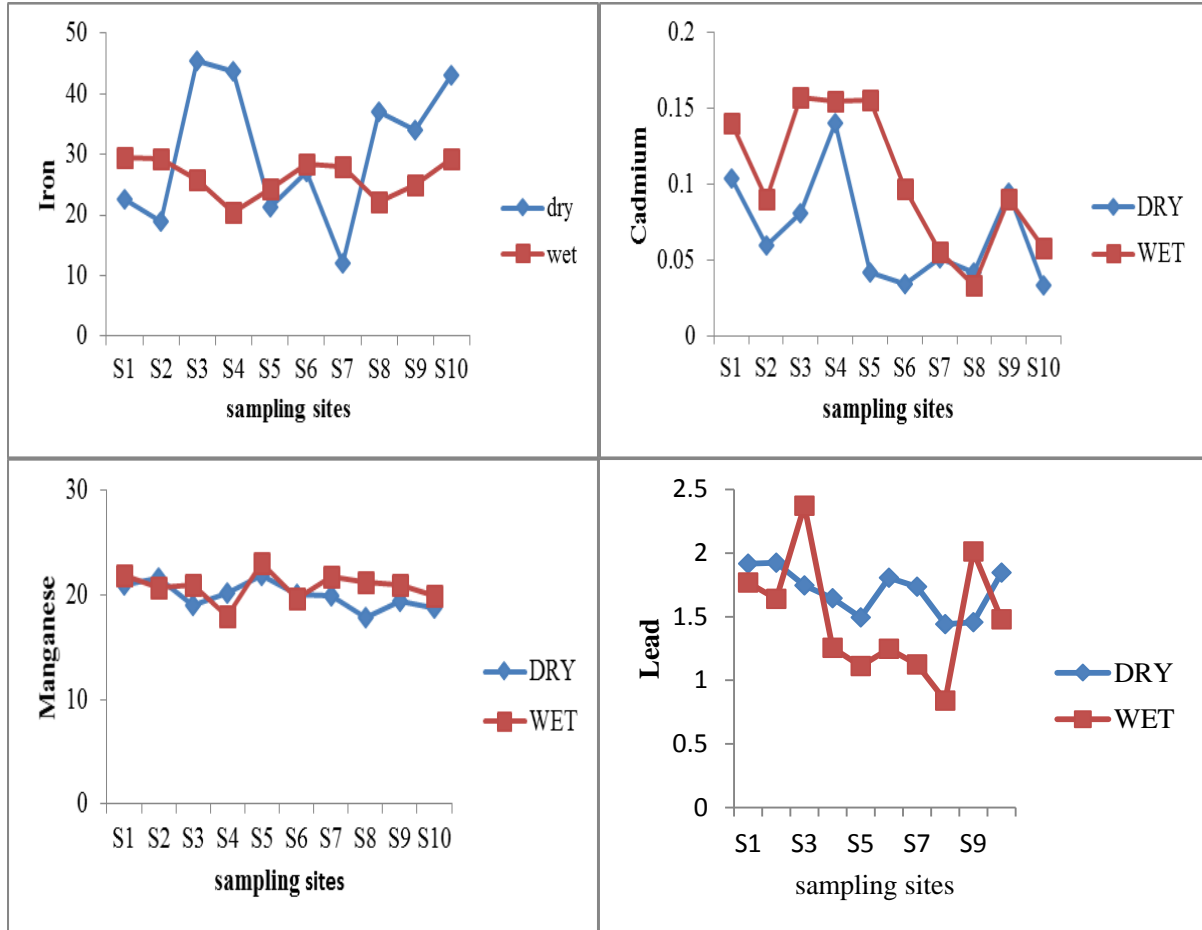 Iron
50
40
30
20
10
0
S1 S2 S3 S4 S5 S6 S7 S8 S9 S10
sampling sites
dry
wet
Cadmium
0.2
0.15
0.1
0.05
0
S1 S2 S3 S4 S5 S6 S7 S8 S9 S10
sampling sites
DRY
WET
Manganese
30
20
10
0
S1 S2 S3 S4 S5 S6 S7 S8 S9 S10
sampling sites
DRY
WET
Lead
2.5
2
1.5
1
0.5
0
S1 S3 S5 S7 S9
sampling sites
DRY
WET